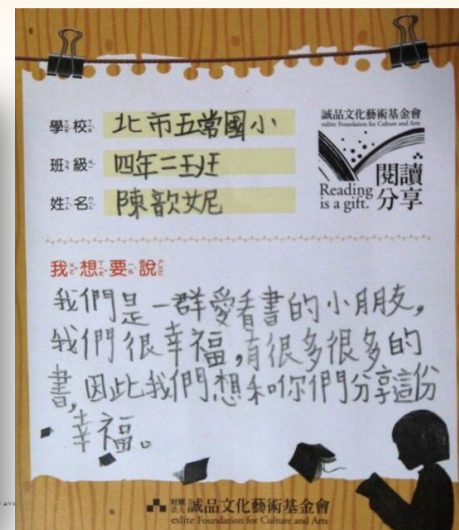 學校 北市五常國小
班級 四年二班
姓名 陳歆妮
誠品文化藝術基金會
eslite Foundation for Culture and Arts
Reading is a gift.
閱讀分享
我想要說
我們是一群愛看書的小朋友,
我們很幸福,有很多很多的
書,因此我們想和你們分享這份
幸福。
財團法人 誠品文化藝術基金會
eslite Foundation for Culture and Arts